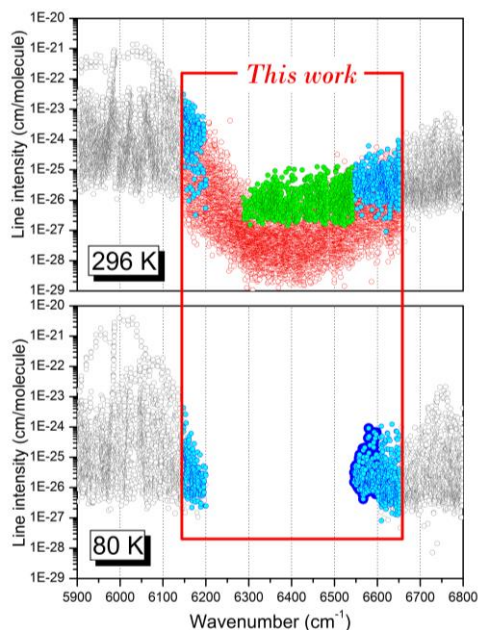 1E-20
1E-21
1E-22
1E-23
1E-24
1E-25
1E-26
1E-27
1E-28
1E-29
Line intensity (cm/molecule)
This work
296 K
1E-20
1E-21
1E-22
1E-23
1E-24
1E-25
1E-26
1E-27
1E-28
1E-29
Line intensity (cm/molecule)
80 K
5900 6000 6100 6200 6300 6400 6500 6600 6700 6800
Wavenumber (cm⁻¹)